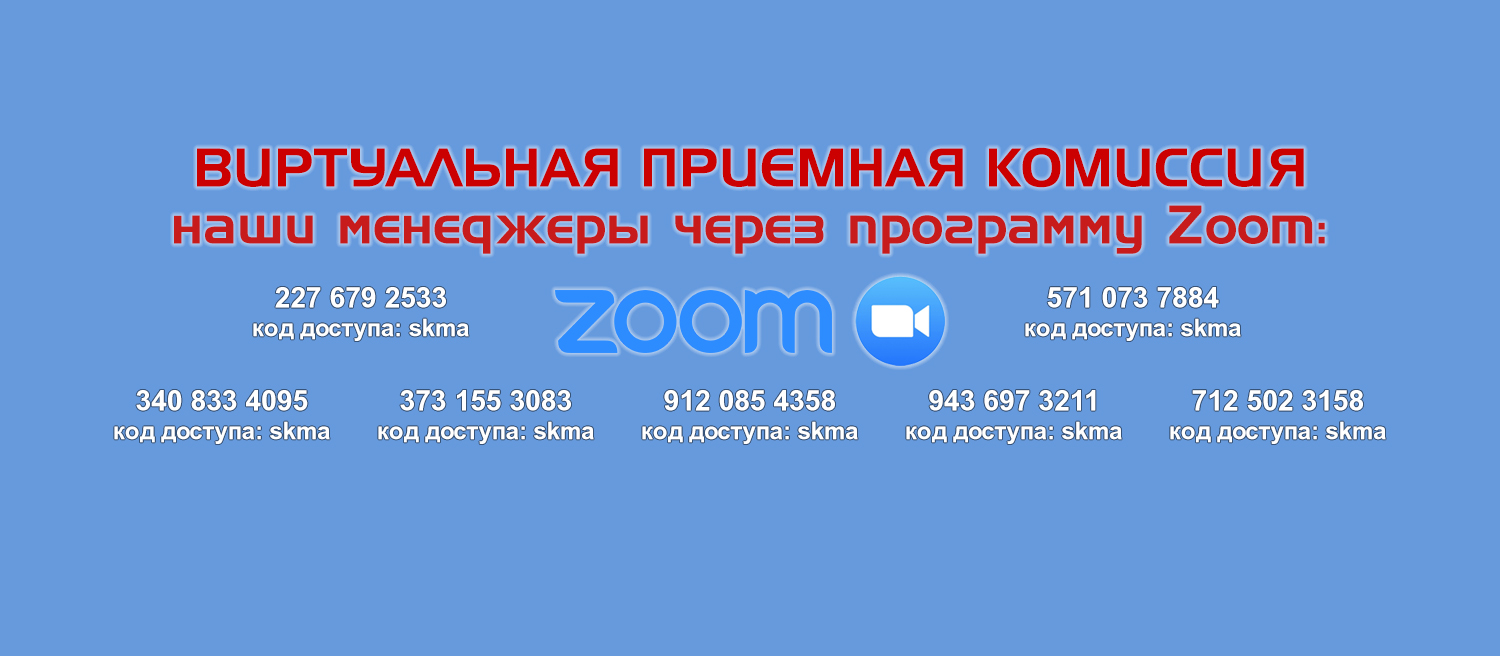 ВИРТУАЛЬНАЯ ПРИЕМНАЯ КОМИССИЯ
наши менеджеры через программу Zoom:
227 679 2533
код доступа: skma
zoom
571 073 7884
код доступа: skma
340 833 4095
код доступа: skma
373 155 3083
код доступа: skma
912 085 4358
код доступа: skma
943 697 3211
код доступа: skma
712 502 3158
код доступа: skma